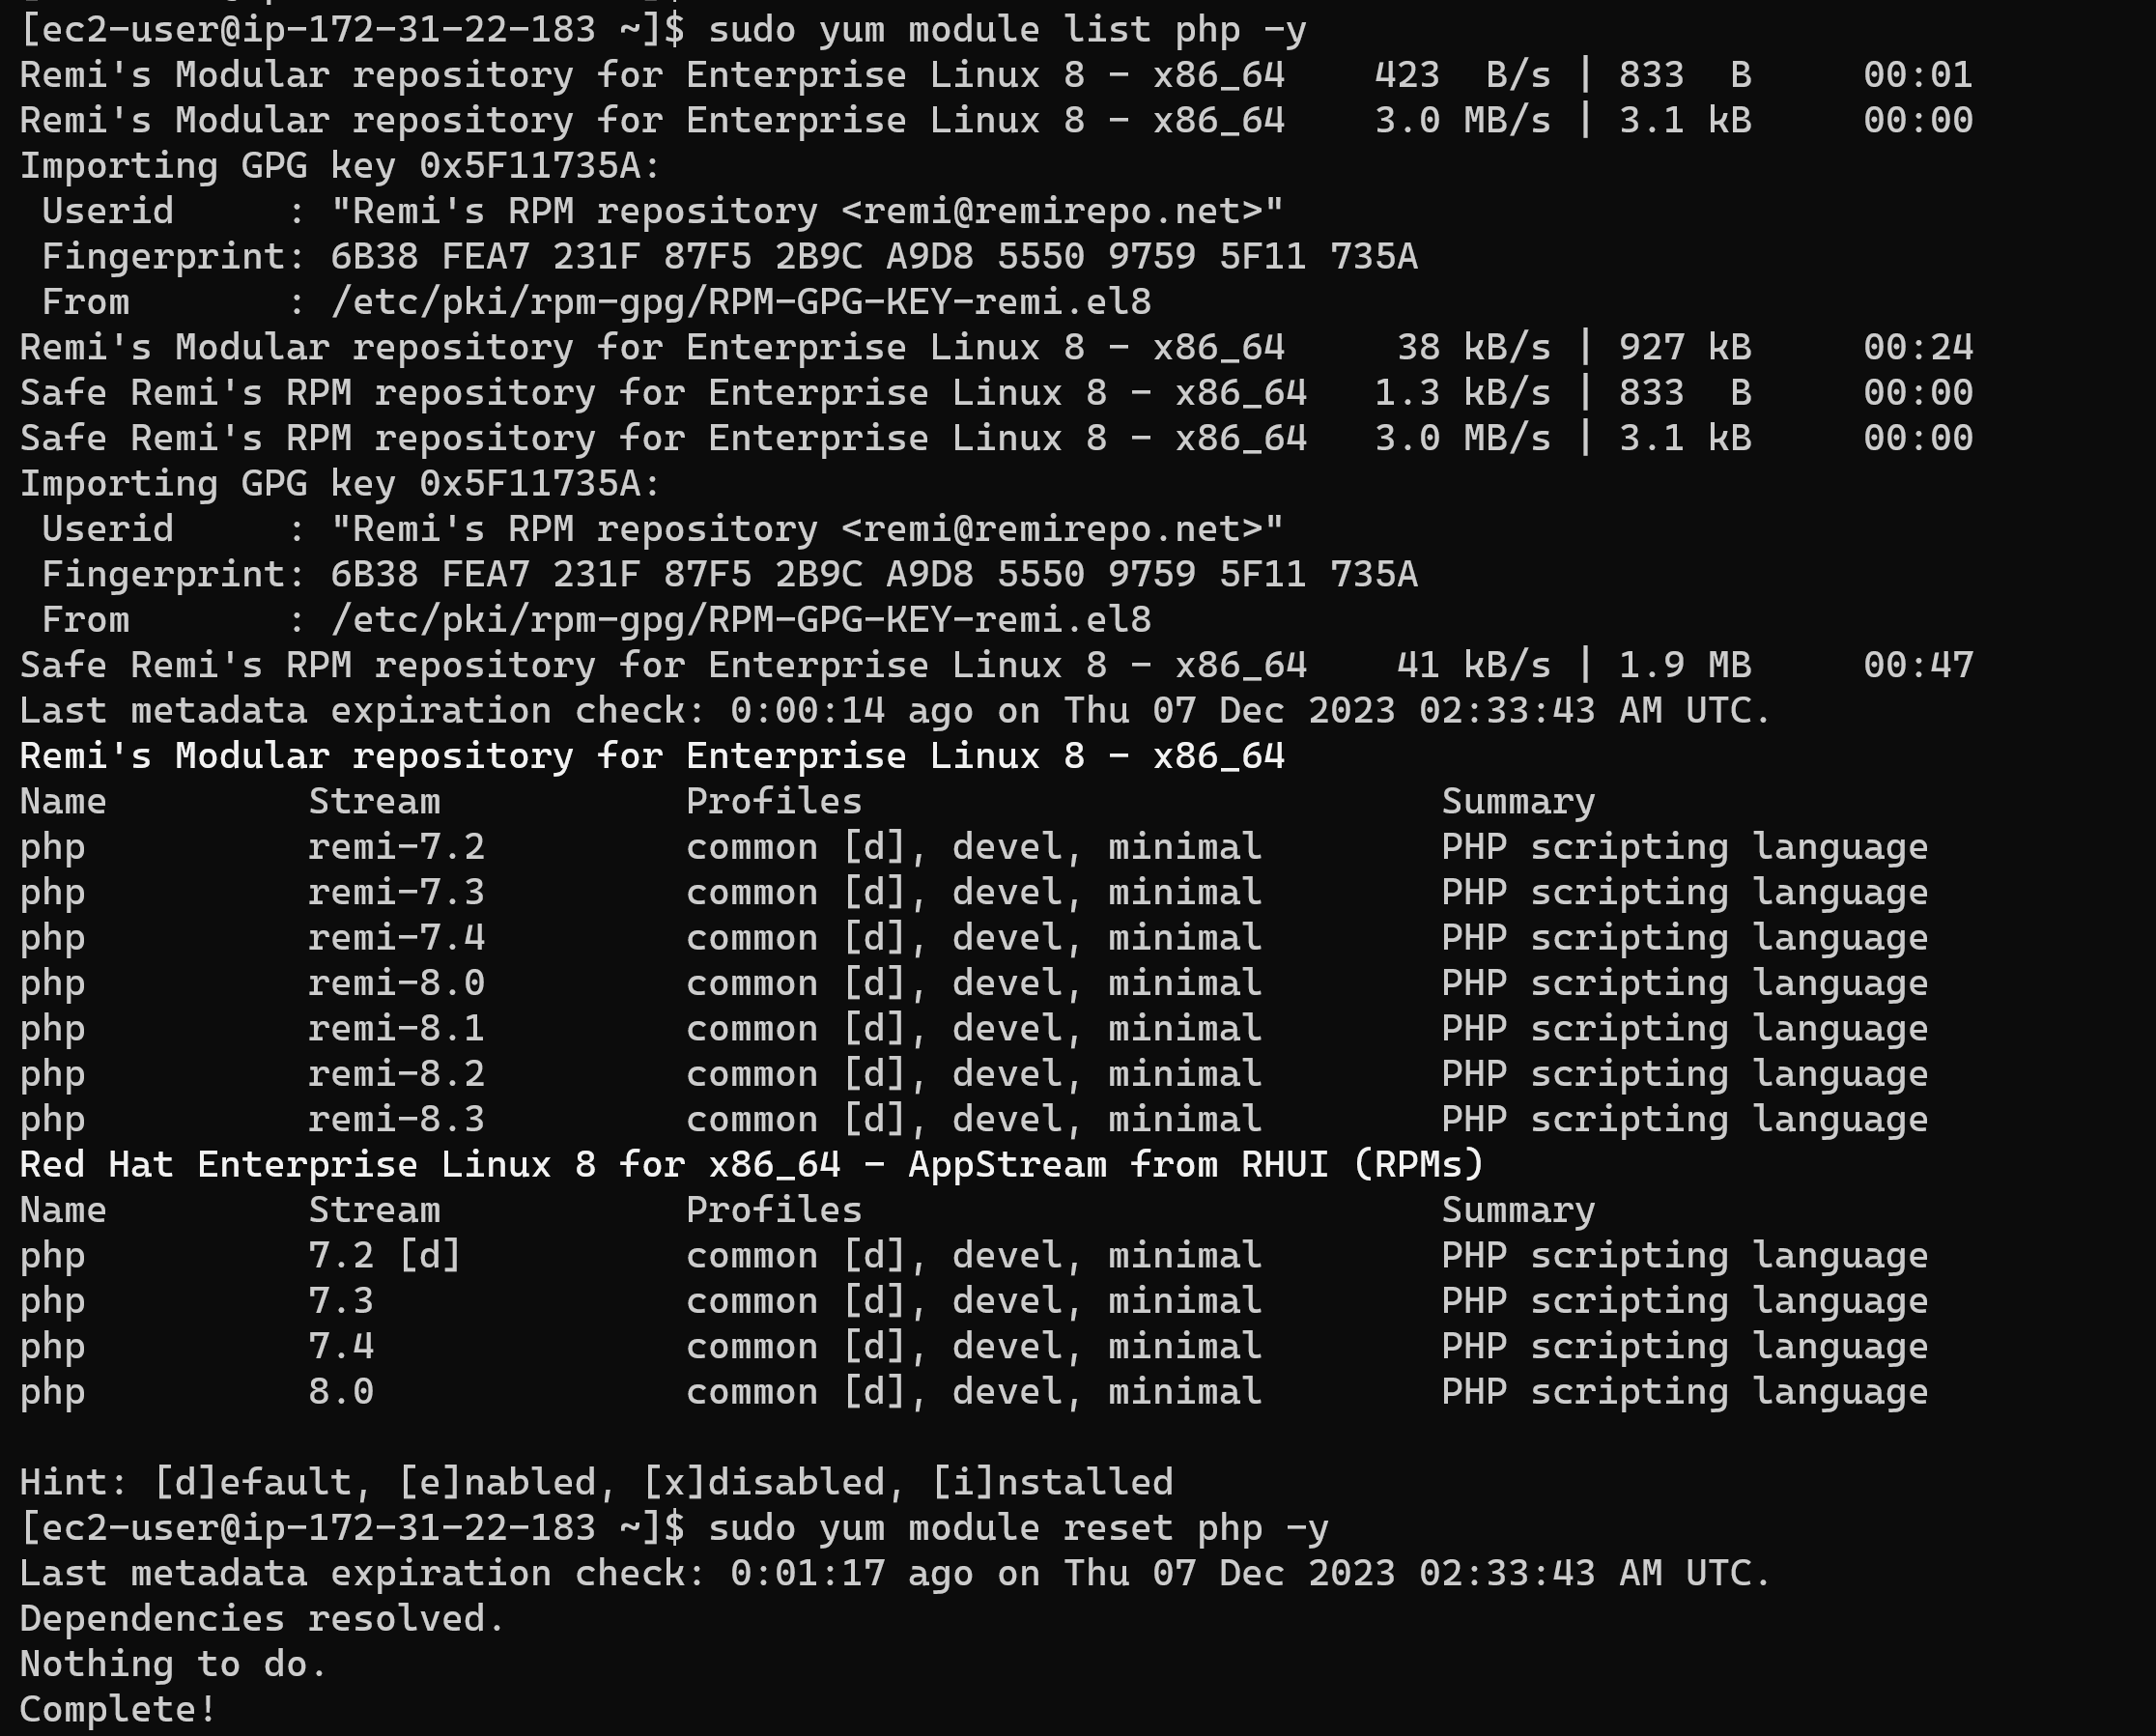 [ec2-user@ip-172-31-22-183 ~]$ sudo yum module list php -y
Remi's Modular repository for Enterprise Linux 8 - x86_64    423  B/s | 833  B     00:01
Remi's Modular repository for Enterprise Linux 8 - x86_64    3.0 MB/s | 3.1 kB     00:00
Importing GPG key 0x5F11735A:
 Userid     : "Remi's RPM repository <remi@remirepo.net>"
 Fingerprint: 6B38 FEA7 231F 87F5 2B9C A9D8 5550 9759 5F11 735A
 From       : /etc/pki/rpm-gpg/RPM-GPG-KEY-remi.el8
Remi's Modular repository for Enterprise Linux 8 - x86_64     38 kB/s | 927 kB     00:24
Safe Remi's RPM repository for Enterprise Linux 8 - x86_64   1.3 kB/s | 833  B     00:00
Safe Remi's RPM repository for Enterprise Linux 8 - x86_64   3.0 MB/s | 3.1 kB     00:00
Importing GPG key 0x5F11735A:
 Userid     : "Remi's RPM repository <remi@remirepo.net>"
 Fingerprint: 6B38 FEA7 231F 87F5 2B9C A9D8 5550 9759 5F11 735A
 From       : /etc/pki/rpm-gpg/RPM-GPG-KEY-remi.el8
Safe Remi's RPM repository for Enterprise Linux 8 - x86_64    41 kB/s | 1.9 MB     00:47
Last metadata expiration check: 0:00:14 ago on Thu 07 Dec 2023 02:33:43 AM UTC.
Remi's Modular repository for Enterprise Linux 8 - x86_64
Name         Stream           Profiles                          Summary
php          remi-7.2         common [d], devel, minimal        PHP scripting language
php          remi-7.3         common [d], devel, minimal        PHP scripting language
php          remi-7.4         common [d], devel, minimal        PHP scripting language
php          remi-8.0         common [d], devel, minimal        PHP scripting language
php          remi-8.1         common [d], devel, minimal        PHP scripting language
php          remi-8.2         common [d], devel, minimal        PHP scripting language
php          remi-8.3         common [d], devel, minimal        PHP scripting language
Red Hat Enterprise Linux 8 for x86_64 - AppStream from RHUI (RPMs)
Name         Stream           Profiles                          Summary
php          7.2 [d]          common [d], devel, minimal        PHP scripting language
php          7.3              common [d], devel, minimal        PHP scripting language
php          7.4              common [d], devel, minimal        PHP scripting language
php          8.0              common [d], devel, minimal        PHP scripting language

Hint: [d]efault, [e]nabled, [x]disabled, [i]nstalled
[ec2-user@ip-172-31-22-183 ~]$ sudo yum module reset php -y
Last metadata expiration check: 0:01:17 ago on Thu 07 Dec 2023 02:33:43 AM UTC.
Dependencies resolved.
Nothing to do.
Complete!